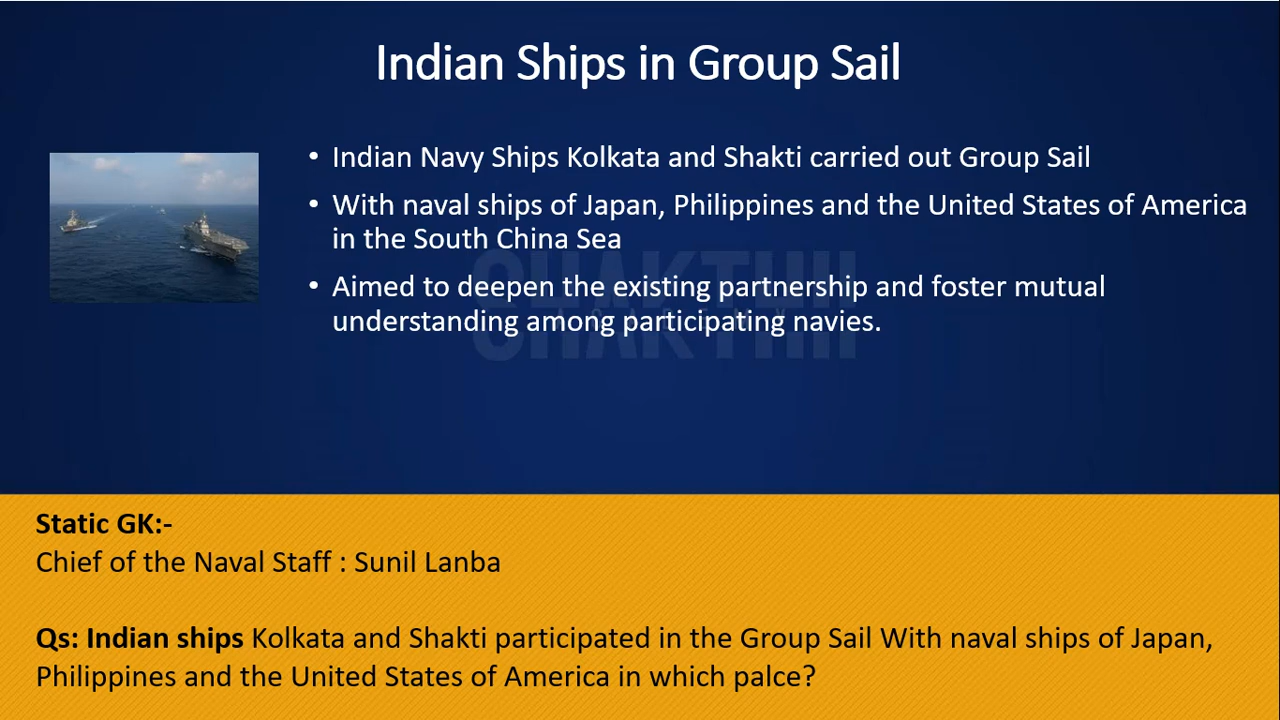 Indian Ships in Group Sail
• Indian Navy Ships Kolkata and Shakti carried out Group Sail
• With naval ships of Japan, Philippines and the United States of America
in the South China Sea
• Aimed to deepen the existing partnership and foster mutual
understanding among participating navies.
SHAKTHII
Static GK:-
Chief of the Naval Staff : Sunil Lanba
Qs: Indian ships Kolkata and Shakti participated in the Group Sail With naval ships of Japan,
Philippines and the United States of America in which palce?